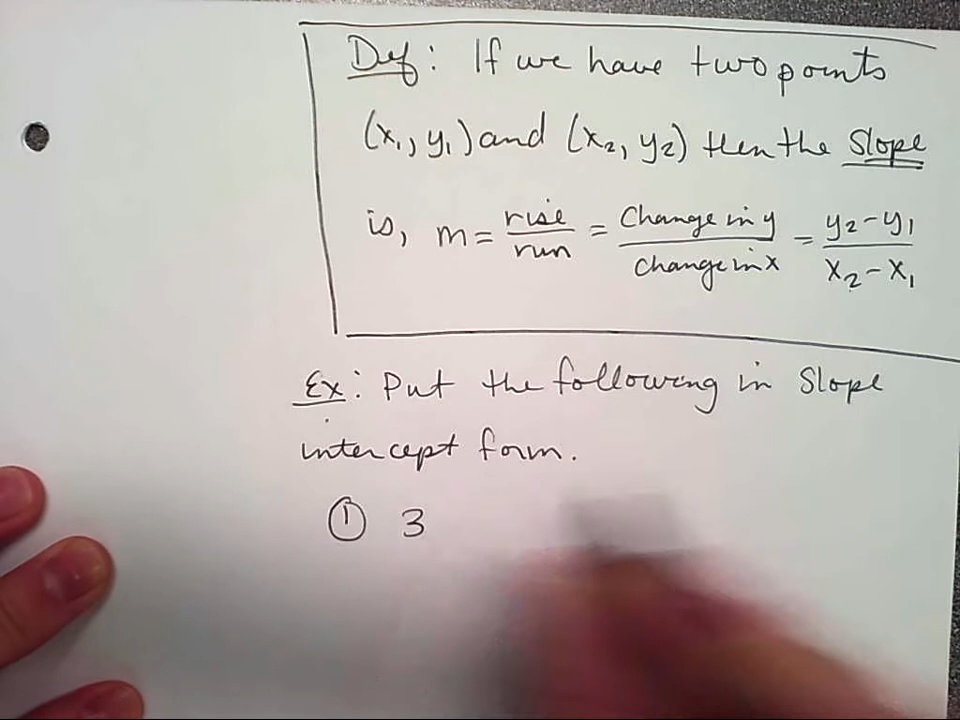 Def: If we have two points
(x₁, y₁) and (x₂, y₂) then the Slope
is, m = rise/run = Change in y/change in x = y₂-y₁/x₂-x₁
Ex: Put the following in Slope
intercept form.
① 3